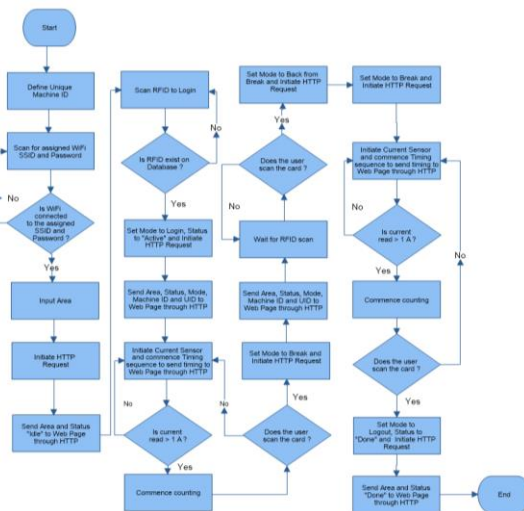 Start
Define Unique
Machine ID
Scan for assigned WiFi
SSID and Password
No
Is WiFi
connected
to the assigned
SSID and
Password ?
Yes
Input Area
Initiate HTTP
Request
Send Area and Status
"Idle" to Web Page
through HTTP
Scan RFID to Login
No
Is RFID exist on
Database ?
Yes
Set Mode to Login, Status
to "Active" and Initiate
HTTP Request
Send Area, Status, Mode,
Machine ID and UID to
Web Page through HTTP
Initiate Current Sensor
and commence Timing
sequence to send timing to
Web Page through HTTP
No
Is current
read > 1 A ?
Yes
Commence counting
Does the user
scan the card ?
No
Yes
Set Mode to Break and
Initiate HTTP Request
Send Area, Status, Mode,
Machine ID and UID to
Web Page through HTTP
Wait for RFID scan
No
Does the user
scan the card ?
Yes
Set Mode to Back from
Break and Initiate HTTP
Request
Set Mode to Break and
Initiate HTTP Request
Initiate Current Sensor
and commence Timing
sequence to send timing to
Web Page through HTTP
No
Is current
read > 1 A ?
Yes
Commence counting
No
Does the user
scan the card ?
Yes
Set Mode to
Logout, Status to
"Done" and Initiate HTTP
Request
Send Area and Status
"Done" to Web Page
through HTTP
End